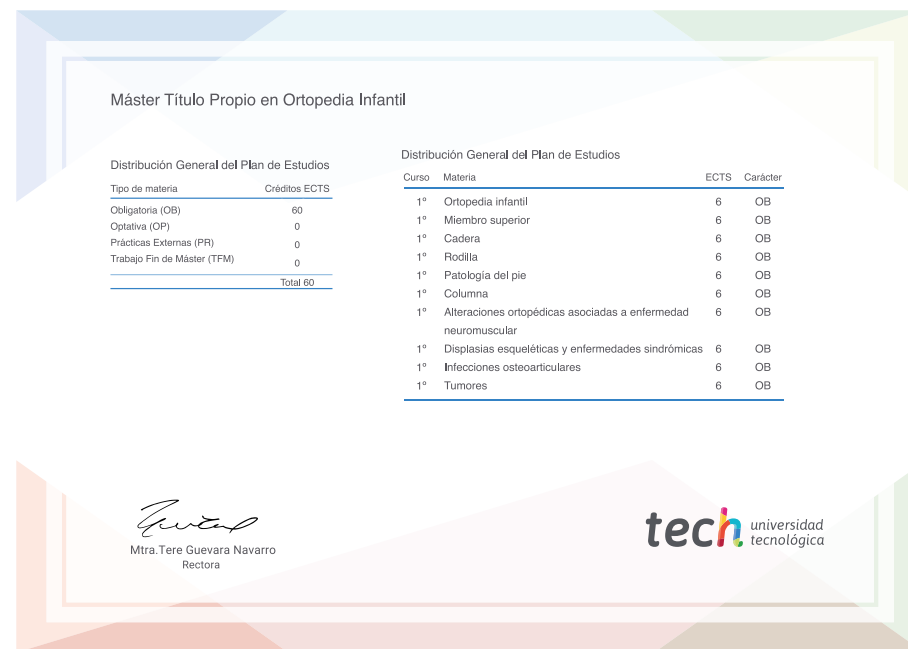 Máster Título Propio en Ortopedia Infantil
Distribución General del Plan de Estudios
Tipo de materia Créditos ECTS
Obligatoria (OB) 60
Optativa (OP) 0
Prácticas Externas (PR) 0
Trabajo Fin de Máster (TFM) 0
Total 60
Distribución General del Plan de Estudios
Curso Materia ECTS Carácter
1º Ortopedia infantil 6 OB
1º Miembro superior 6 OB
1º Cadera 6 OB
1º Rodilla 6 OB
1º Patología del pie 6 OB
1º Columna 6 OB
1º Alteraciones ortopédicas asociadas a enfermedad 6 OB
neuromuscular
1º Displasias esqueléticas y enfermedades sindrómicas 6 OB
1º Infecciones osteoarticulares 6 OB
1º Tumores 6 OB
Mtra.Tere Guevara Navarro
Rectora
tech universidad
tecnológica